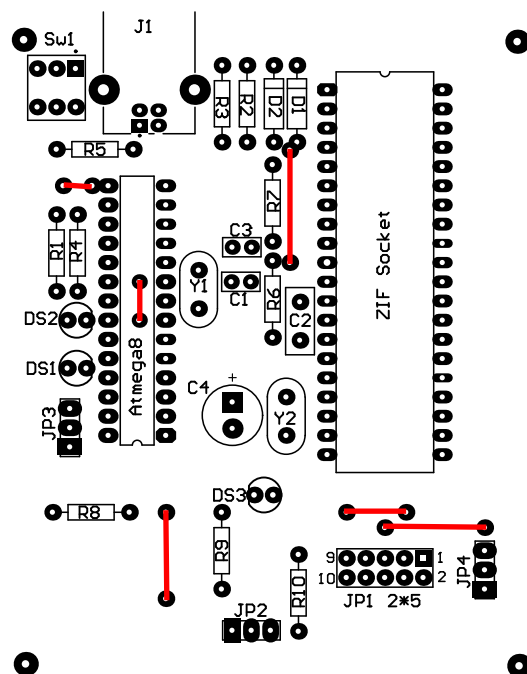 J1
Sw1
R3
R2
D2
D1
R5
R7
C3
R1
R4
Y1
C1
R6
C2
ZIF Socket
DS2
DS1
Atmega8
C4
+
Y2
JP3
DS3
R8
R9
9
1
10
2
JP1 2*5
JP4
R10
JP2